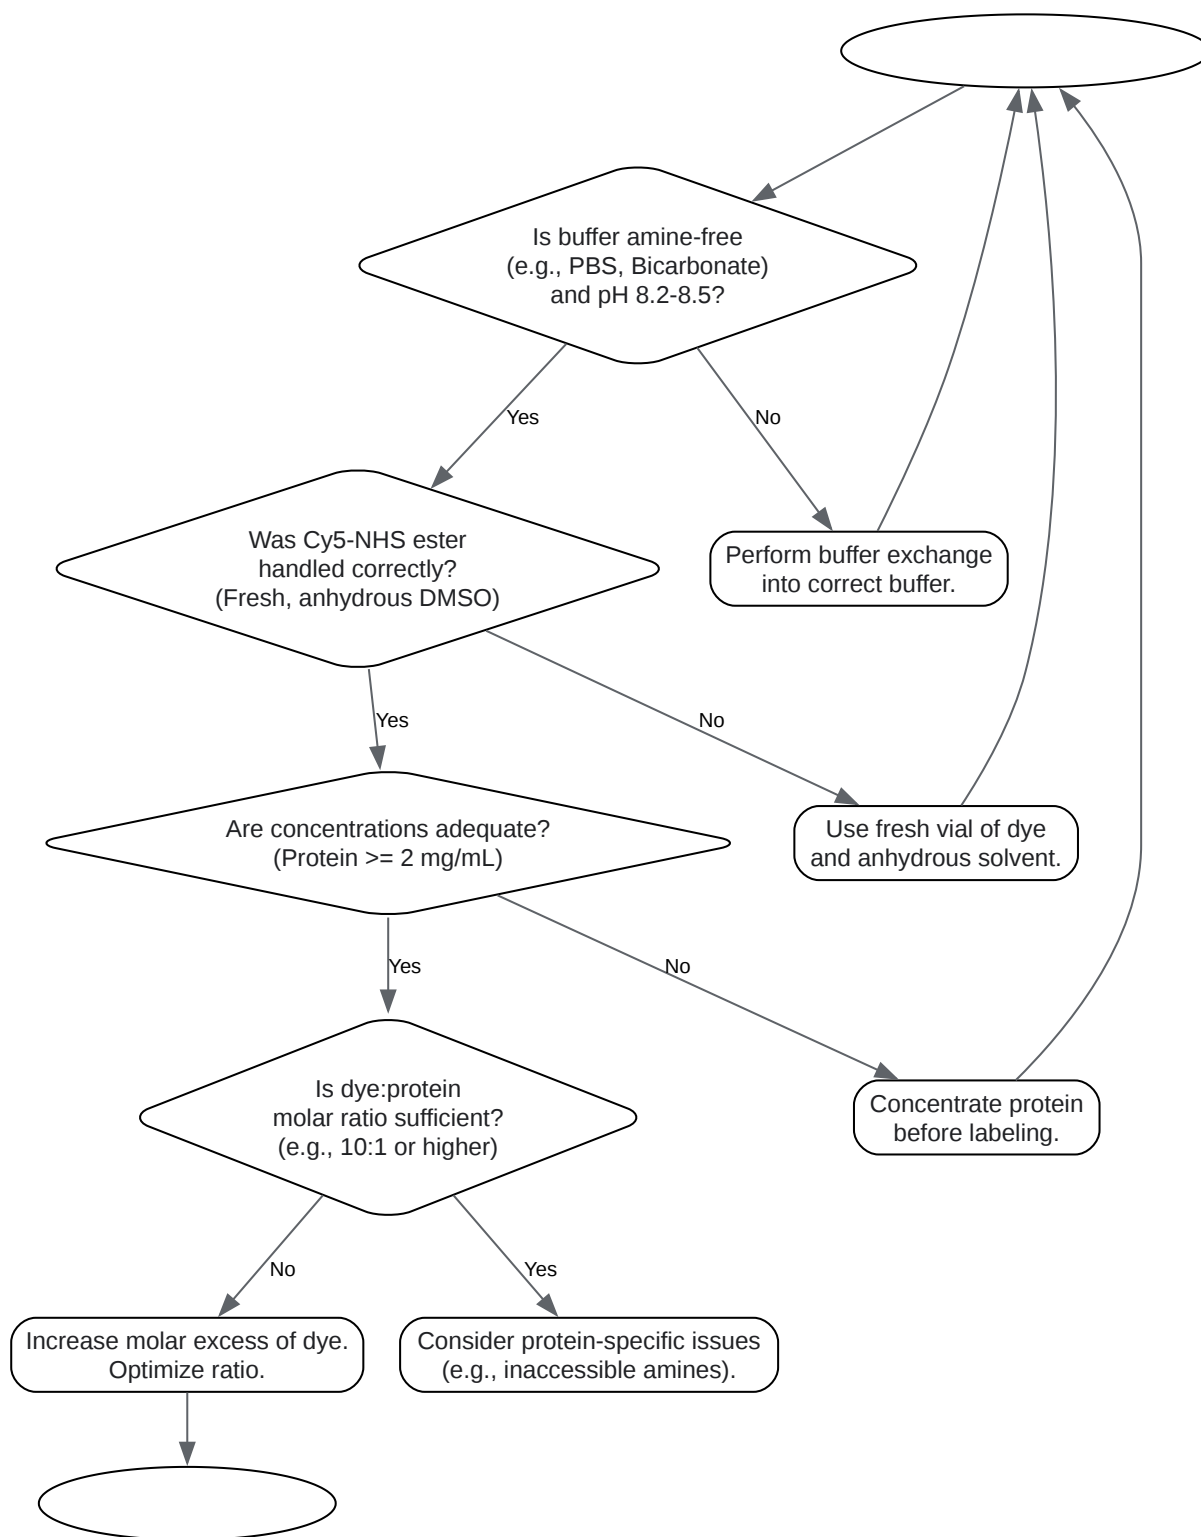 Is buffer amine-free
(e.g., PBS, Bicarbonate)
and pH 8.2-8.5?
Yes
No
Was Cy5-NHS ester
handled correctly?
(Fresh, anhydrous DMSO)
Perform buffer exchange
into correct buffer.
Yes
No
Are concentrations adequate?
(Protein >= 2 mg/mL)
Use fresh vial of dye
and anhydrous solvent.
Yes
No
Is dye:protein
molar ratio sufficient?
(e.g., 10:1 or higher)
Concentrate protein
before labeling.
No
Yes
Increase molar excess of dye.
Optimize ratio.
Consider protein-specific issues
(e.g., inaccessible amines).